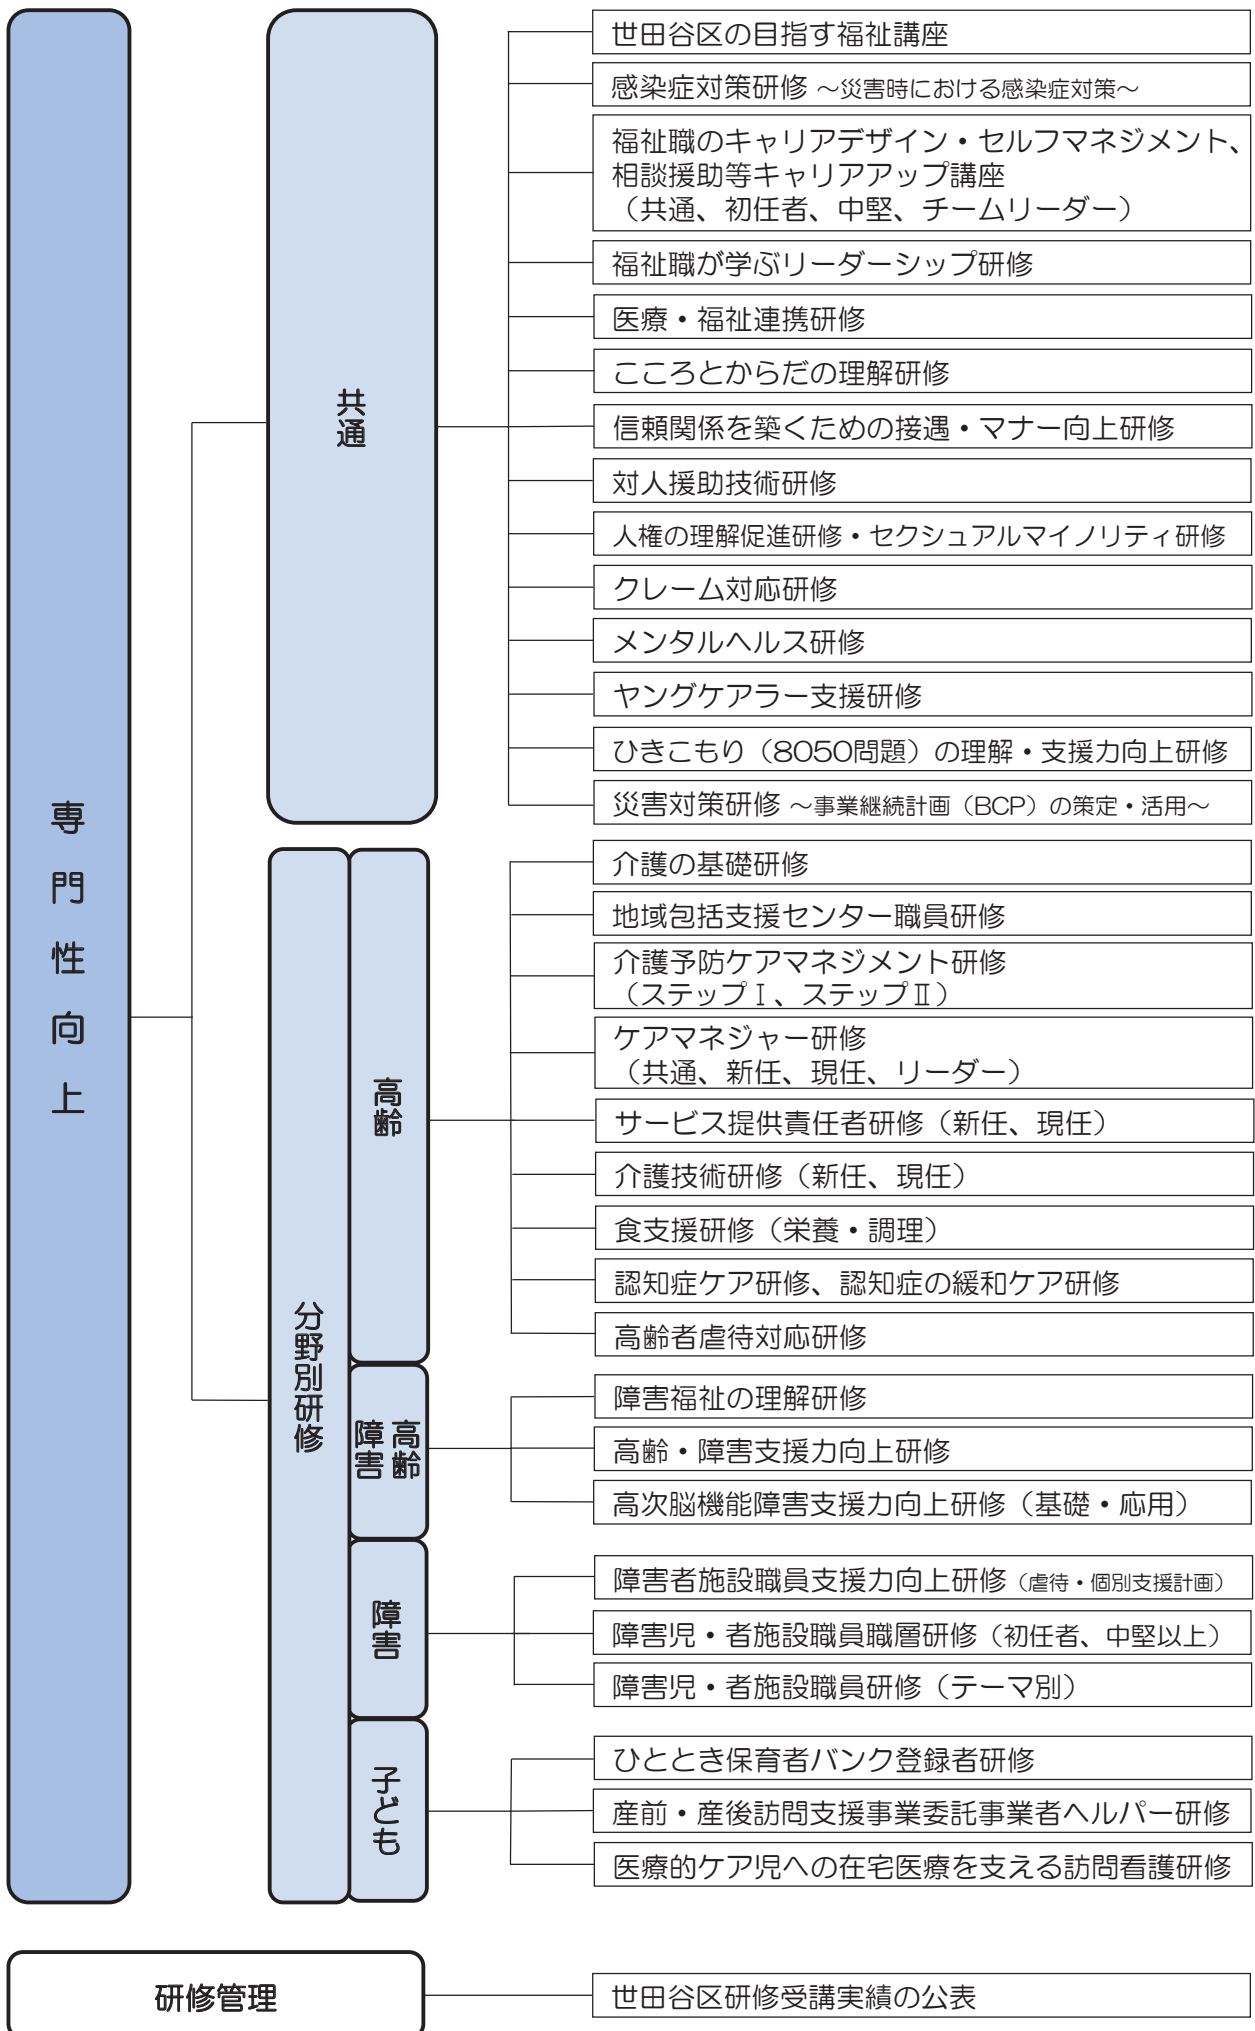 専門性向上
共通
世田谷区の目指す福祉講座
感染症対策研修 ～災害時における感染症対策～
福祉職のキャリアデザイン・セルフマネジメント、
相談援助等キャリアアップ講座
（共通、初任者、中堅、チームリーダー）
福祉職が学ぶリーダーシップ研修
医療・福祉連携研修
こころとからだの理解研修
信頼関係を築くための接遇・マナー向上研修
対人援助技術研修
人権の理解促進研修・セクシュアルマイノリティ研修
クレーム対応研修
メンタルヘルス研修
ヤングケアラー支援研修
ひきこもり（8050問題）の理解・支援力向上研修
災害対策研修 ～事業継続計画（BCP）の策定・活用～
分野別研修
高齢
介護の基礎研修
地域包括支援センター職員研修
介護予防ケアマネジメント研修
（ステップⅠ、ステップⅡ）
ケアマネジャー研修
（共通、新任、現任、リーダー）
サービス提供責任者研修（新任、現任）
介護技術研修（新任、現任）
食支援研修（栄養・調理）
認知症ケア研修、認知症の緩和ケア研修
高齢者虐待対応研修
高齢
障害
障害福祉の理解研修
高齢・障害支援力向上研修
高次脳機能障害支援力向上研修（基礎・応用）
障害
障害者施設職員支援力向上研修（虐待・個別支援計画）
障害児・者施設職員職層研修（初任者、中堅以上）
障害児・者施設職員研修（テーマ別）
子ども
ひととき保育者バンク登録者研修
産前・産後訪問支援事業委託事業者ヘルパー研修
医療的ケア児への在宅医療を支える訪問看護研修
研修管理
世田谷区研修受講実績の公表